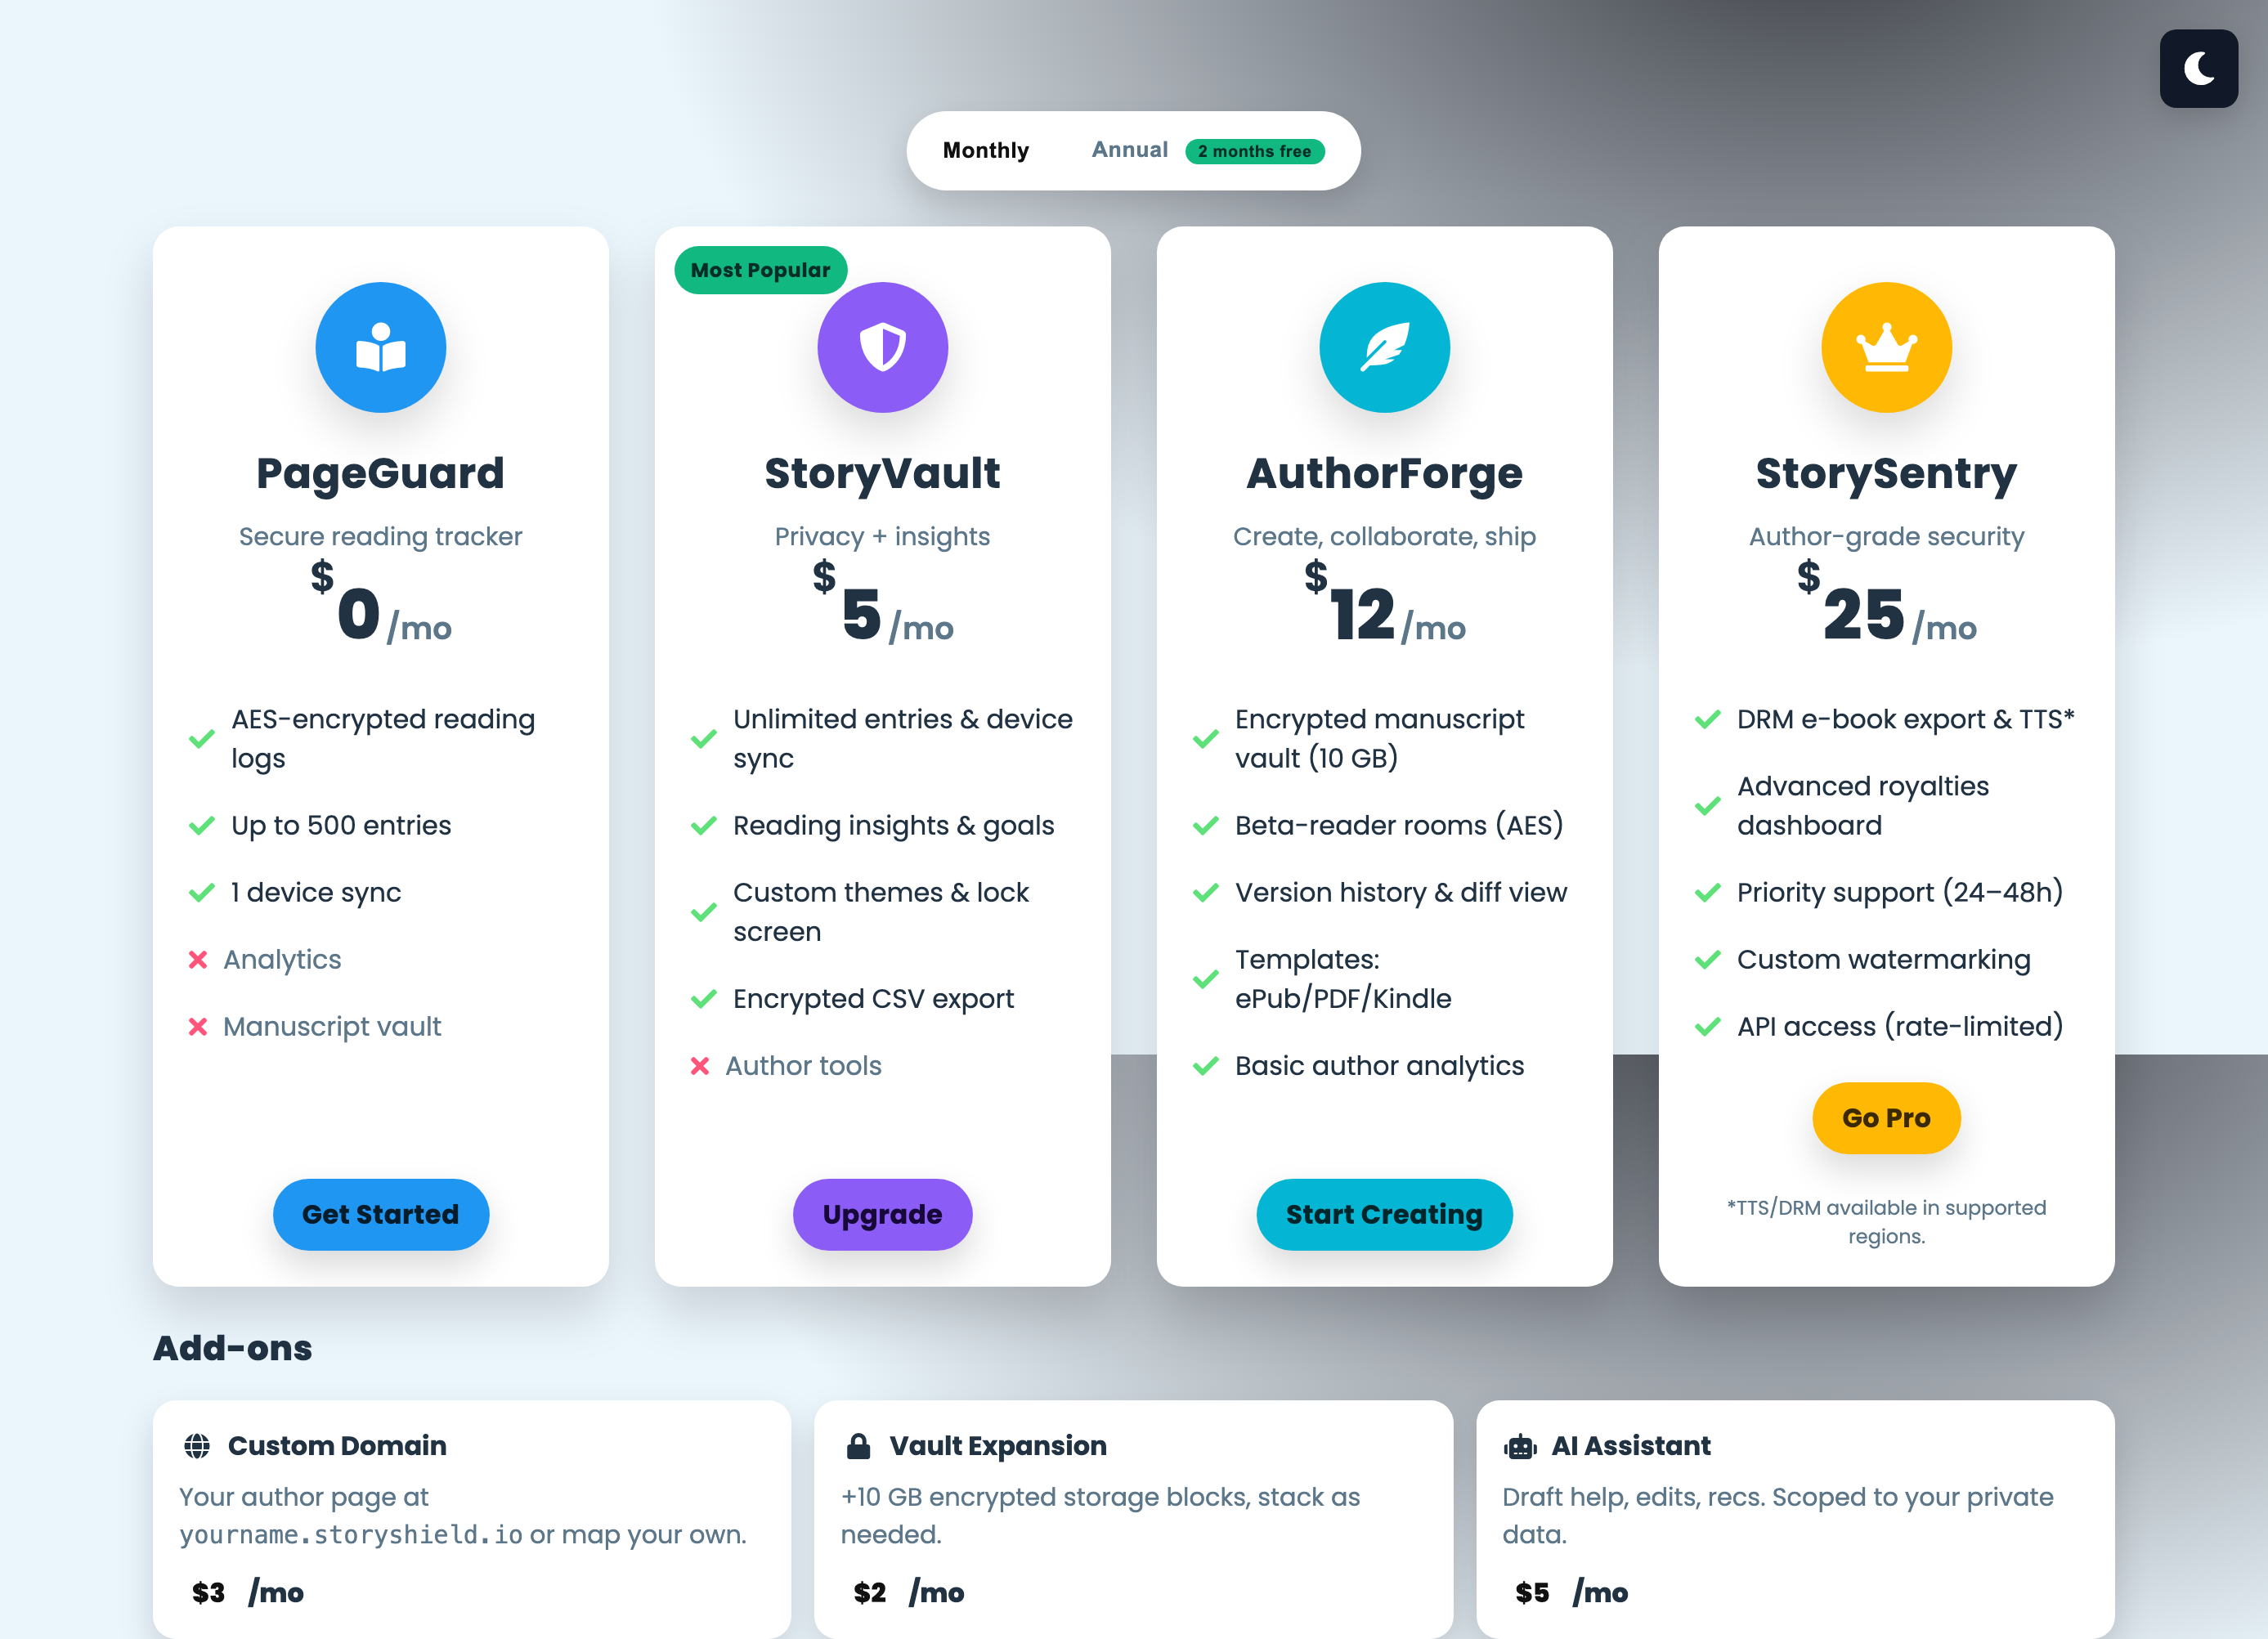 Monthly
Annual 2 months free
PageGuard
Secure reading tracker
$0/mo
AES-encrypted reading
logs
Up to 500 entries
1 device sync
Analytics
Manuscript vault
Get Started
Most Popular
StoryVault
Privacy + insights
$5/mo
Unlimited entries & device
sync
Reading insights & goals
Custom themes & lock
screen
Encrypted CSV export
Author tools
Upgrade
AuthorForge
Create, collaborate, ship
$12/mo
Encrypted manuscript
vault (10 GB)
Beta-reader rooms (AES)
Version history & diff view
Templates:
ePub/PDF/Kindle
Basic author analytics
Start Creating
StorySentry
Author-grade security
$25/mo
DRM e-book export & TTS*
Advanced royalties
dashboard
Priority support (24–48h)
Custom watermarking
API access (rate-limited)
Go Pro
*TTS/DRM available in supported
regions.
Add-ons
Custom Domain
Your author page at
yourname.storyshield.io or map your own.
$3 /mo
Vault Expansion
+10 GB encrypted storage blocks, stack as
needed.
$2 /mo
AI Assistant
Draft help, edits, recs. Scoped to your private
data.
$5 /mo